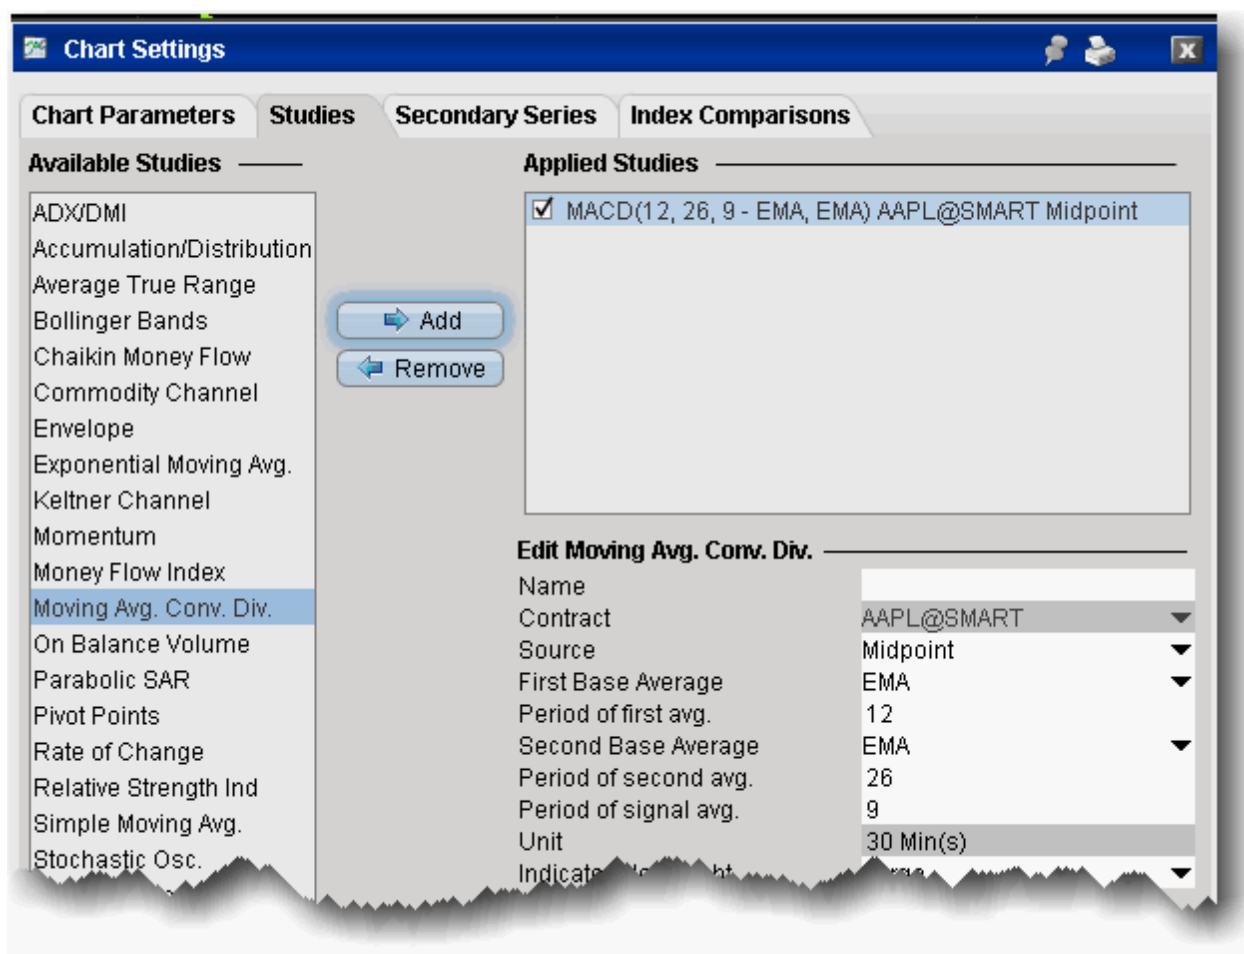 Chart Settings
Chart Parameters
Studies
Secondary Series
Index Comparisons
Available Studies
ADX/DMI
Accumulation/Distribution
Average True Range
Bollinger Bands
Chaikin Money Flow
Commodity Channel
Envelope
Exponential Moving Avg.
Keltner Channel
Momentum
Money Flow Index
Moving Avg. Conv. Div.
On Balance Volume
Parabolic SAR
Pivot Points
Rate of Change
Relative Strength Ind
Simple Moving Avg.
Stochastic Osc.
Add
Remove
Applied Studies
MACD(12, 26, 9 - EMA, EMA) AAPL@SMART Midpoint
Edit Moving Avg. Conv. Div.
Name
Contract AAPL@SMART
Source Midpoint
First Base Average EMA
Period of first avg. 12
Second Base Average EMA
Period of second avg. 26
Period of signal avg. 9
Unit 30 Min(s)